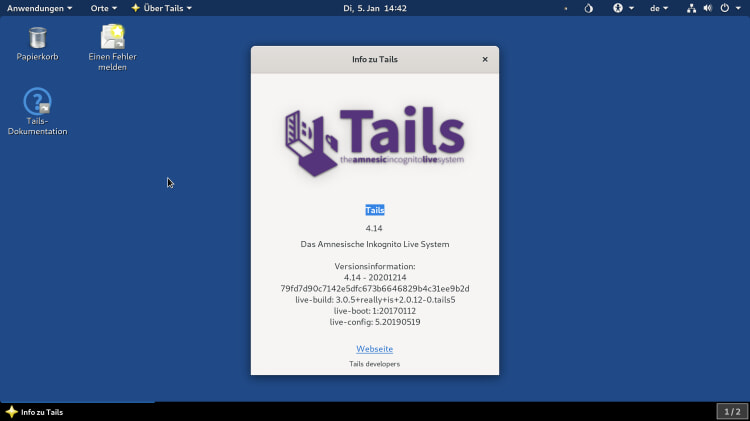 Anwendungen Orte Über Tails Di, 5. Jan 14:42 de
Papierkorb
Einen Fehler
melden
Tails-
Dokumentation
Info zu Tails
Tails
theamnesicincognitolivesystem
Tails
4.14
Das Amnesische Inkognito Live System
Versionsinformation:
4.14 - 20201214
79fd7d90c7142e5dfc673b6646829b4c31ee9b2d
live-build: 3.0.5+really+is+2.0.12-0.tails5
live-boot: 1:20170112
live-config: 5.20190519
Webseite
Tails developers
Info zu Tails 1 / 2